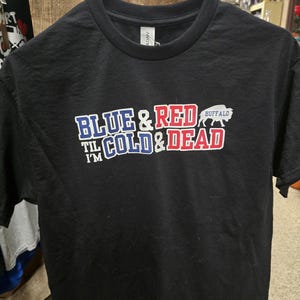 BLUE & RED BUFFALO
TIL I'M COLD & DEAD